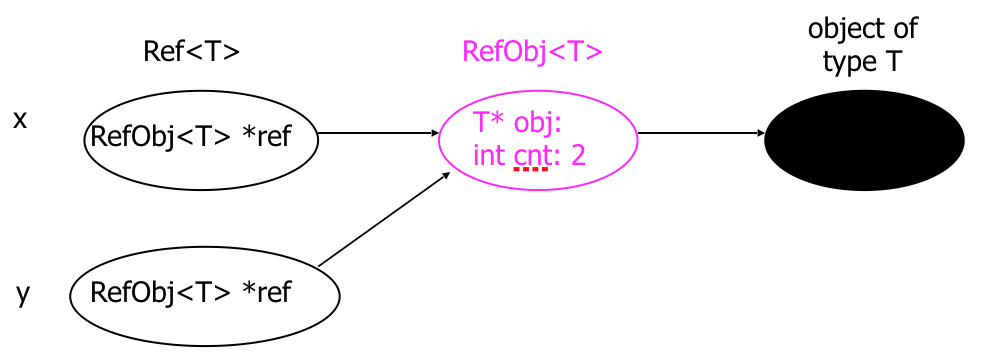 object of
type T
Ref<T>
RefObj<T>
x
RefObj<T> *ref
T* obj:
int cnt: 2
y
RefObj<T> *ref